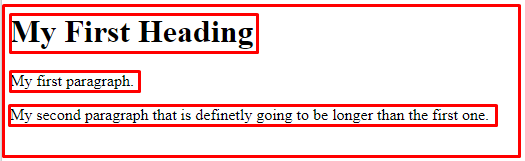 My First Heading
My first paragraph.
My second paragraph that is definetly going to be longer than the first one.